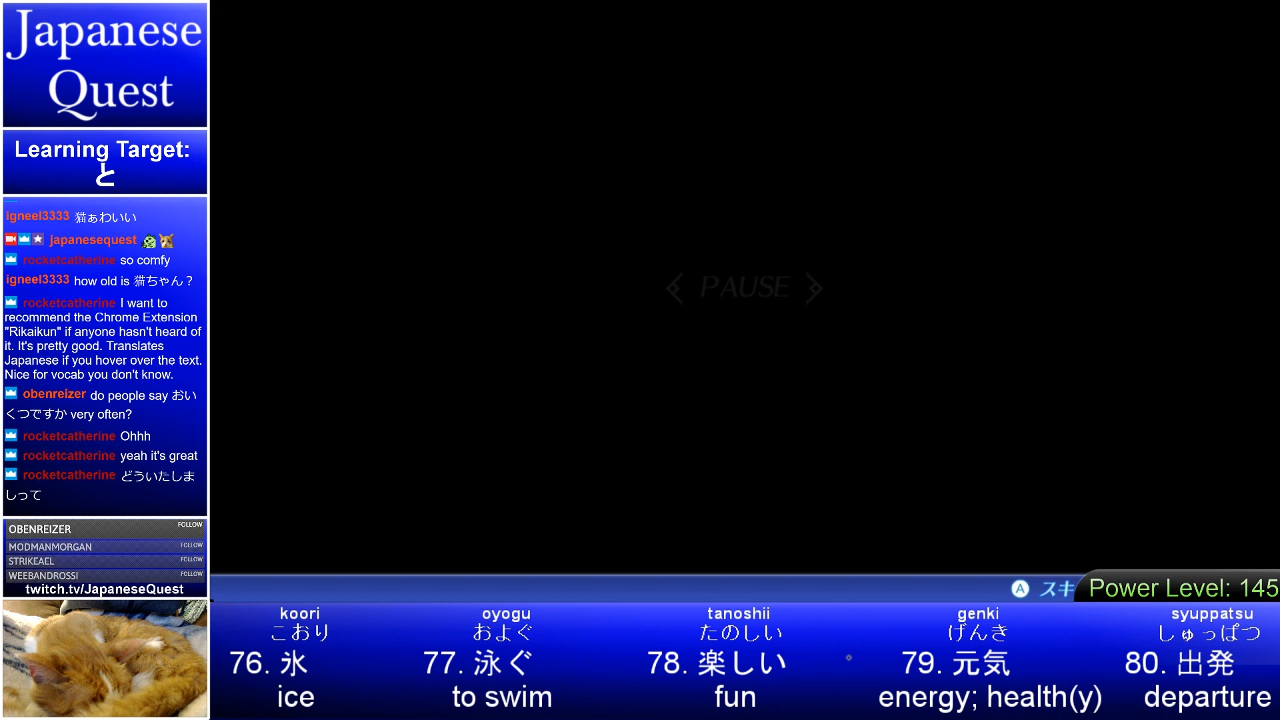 Japanese
Quest
Learning Target:
と
igneel3333 猫ぁわいい
japanesequest
rocketcatherine so comfy
igneel3333 how old is 猫ちゃん？
rocketcatherine I want to
recommend the Chrome Extension
"Rikaikun" if anyone hasn't heard of
it. It's pretty good. Translates
Japanese if you hover over the text.
Nice for vocab you don't know.
obenreizer do people say おい
くつですか very often?
rocketcatherine Ohhh
rocketcatherine yeah it's great
rocketcatherine どういたしま
しって
OBENREIZER FOLLOW
MODMANMORGAN FOLLOW
STRIKEAEL FOLLOW
WEEBANDROSSI FOLLOW
twitch.tv/JapaneseQuest
PAUSE
A スキ
Power Level: 145
koori oyogu tanoshii genki syuppatsu
こおり およぐ たのしい げんき しゅっぱつ
76. 氷 77. 泳ぐ 78. 楽しい 79. 元気 80. 出発
ice to swim fun energy; health(y) departure